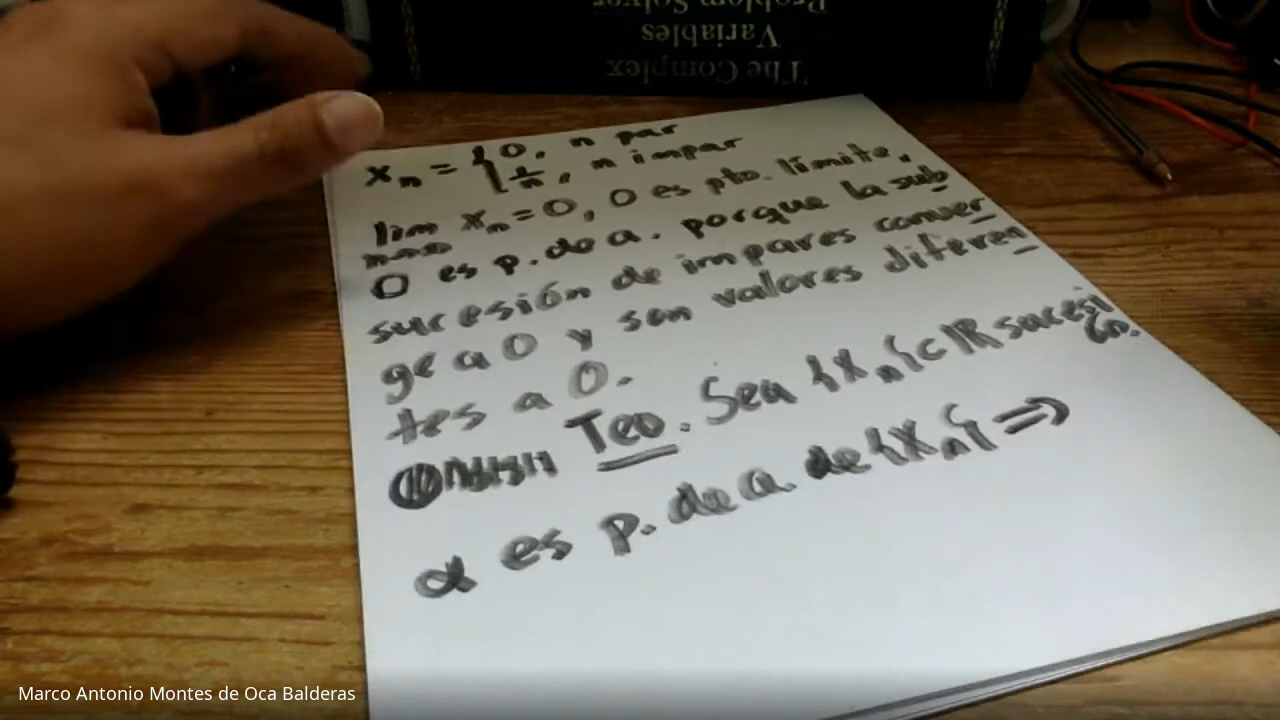 The Complex
Variables
Problem Solver
xₙ = { 0, n par
1/n, n impar
lim xₙ = 0, 0 es pto. límite,
n→∞
0 es p. de a. porque la sub
sucesión de impares conver
ge a 0 y son valores diferen
tes a 0.
Teo. Sea {xₙ} ⊂ ℝ sucesi
ón.
α es p. de a. de {xₙ} ⇒
Marco Antonio Montes de Oca Balderas